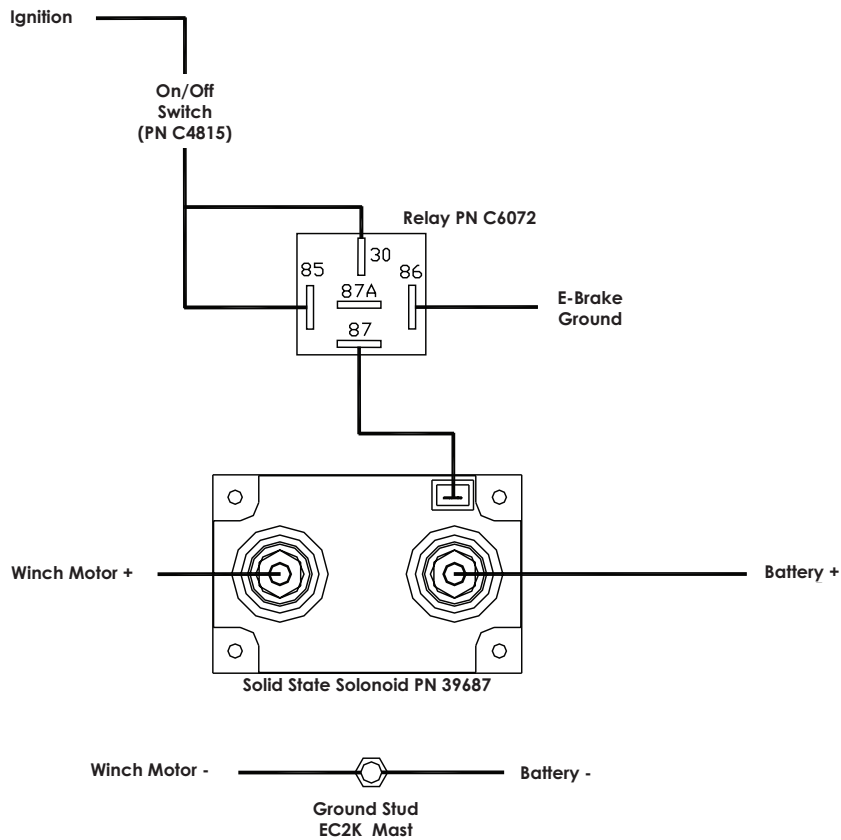 Ignition
On/Off
Switch
(PN C4815)
Relay PN C6072
30
85
86
87A
87
E-Brake
Ground
Winch Motor +
Battery +
Solid State Solonoid PN 39687
Winch Motor -
Battery -
Ground Stud
EC2K Mast